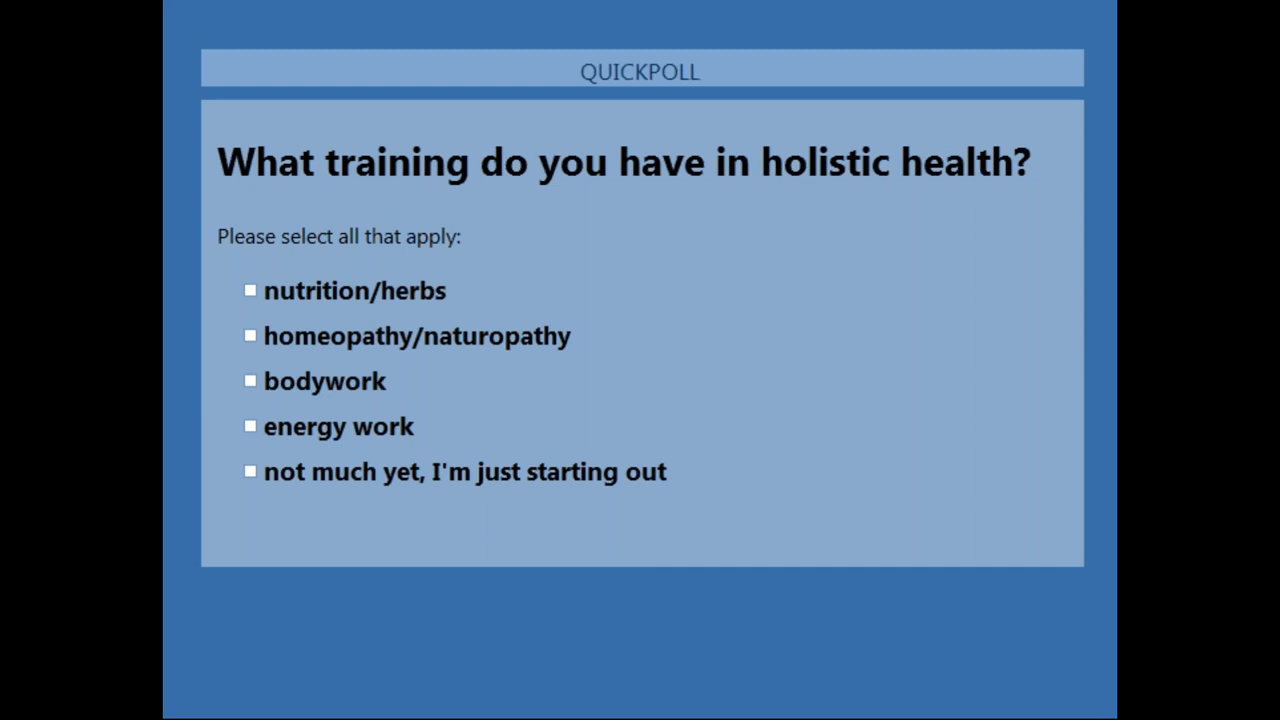 QUICKPOLL
What training do you have in holistic health?
Please select all that apply:
nutrition/herbs
homeopathy/naturopathy
bodywork
energy work
not much yet, I'm just starting out